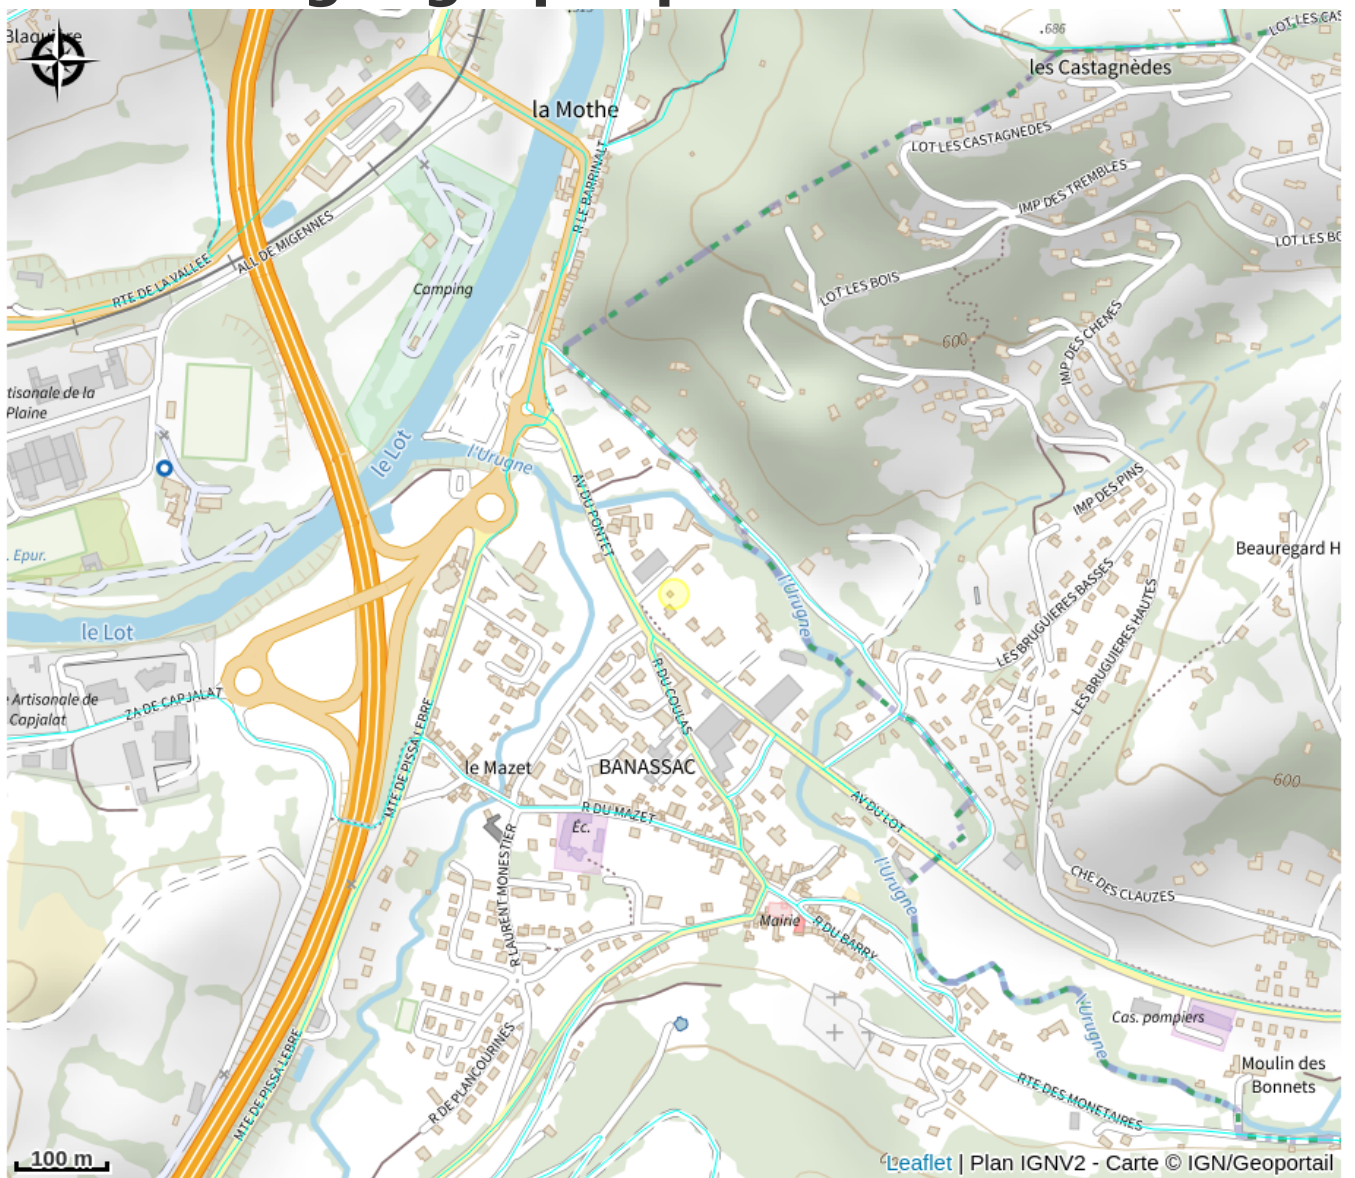 Blaquière
.686
LOT LES CAS
les Castagnèdes
la Mothe
LOT LES CASTAGNEDES
R LE BARRINALT
IMP DES TREMBLES
ALL DE MIGENNES
LOT LES BO
RTE DE LA VALLEE
Camping
LOT LES BOIS
600
IMP DES CHENES
tisanale de la
Plaine
le Lot
l'Urugne
AV DU PONTET
IMP DES PINS
. Epur.
Beauregard H
l'Urugne
LES BRUGUIERES BASSES
LES BRUGUIERES HAUTES
le Lot
R DU COULAS
e Artisanale de
Capjalat
ZA DE CAPJALAT
MTE DE PISSA LEBRE
le Mazet
BANASSAC
600
R DU MAZET
AV DU LOT
Éc.
R LAURENT MONESTIER
l'Urugne
CHE DES CLAUZES
Mairie
R DU BARRY
l'Urugne
Cas. pompiers
R DE PLANCOURINES
MTE DE PISSA LEBRE
Moulin des
Bonnets
RTE DES MONETAIRES
100 m
Leaflet | Plan IGNV2 - Carte © IGN/Geoportail